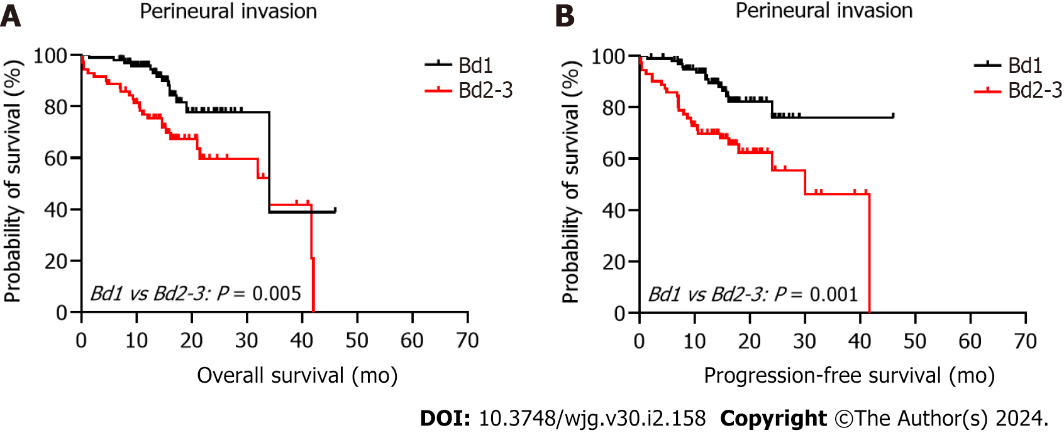 A
Perineural invasion
Probability of survival (%)
100
80
60
40
20
0
Bd1
Bd2-3
Bd1 vs Bd2-3: P = 0.005
0 10 20 30 40 50 60 70
Overall survival (mo)
B
Perineural invasion
Probability of survival (%)
100
80
60
40
20
0
Bd1
Bd2-3
Bd1 vs Bd2-3: P = 0.001
0 10 20 30 40 50 60 70
Progression-free survival (mo)
DOI: 10.3748/wjg.v30.i2.158 Copyright ©The Author(s) 2024.